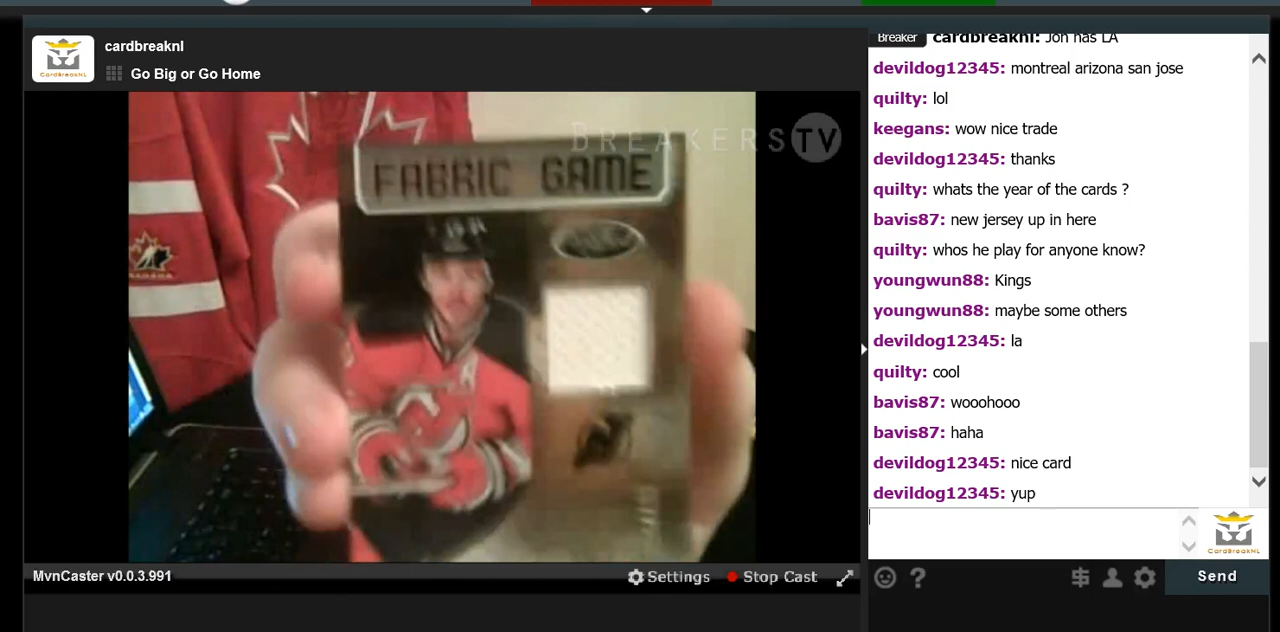 cardbreaknl
Go Big or Go Home
BREAKERS TV
FABRIC GAME
CardBreakNL
MvnCaster v0.0.3.991
Settings
Stop Cast
Breaker cardbreaknl: Joh has LA
devildog12345: montreal arizona san jose
quilty: lol
keegans: wow nice trade
devildog12345: thanks
quilty: whats the year of the cards ?
bavis87: new jersey up in here
quilty: whos he play for anyone know?
youngwun88: Kings
youngwun88: maybe some others
devildog12345: la
quilty: cool
bavis87: wooohooo
bavis87: haha
devildog12345: nice card
devildog12345: yup
CardBreakNL
?
Send